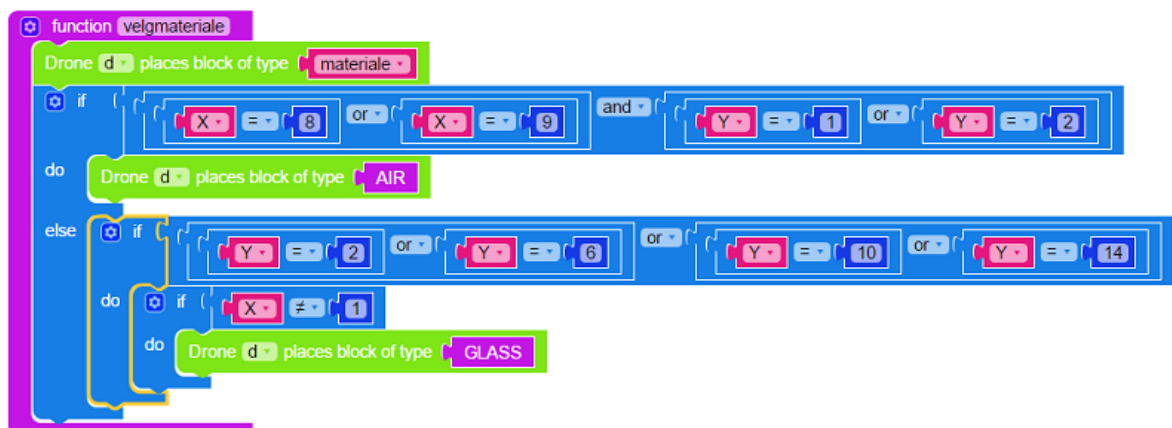 function velgmateriale
Drone d places block of type materiale
if X = 8 or X = 9 and Y = 1 or Y = 2
do Drone d places block of type AIR
else if Y = 2 or Y = 6 or Y = 10 or Y = 14
do if X ≠ 1
do Drone d places block of type GLASS